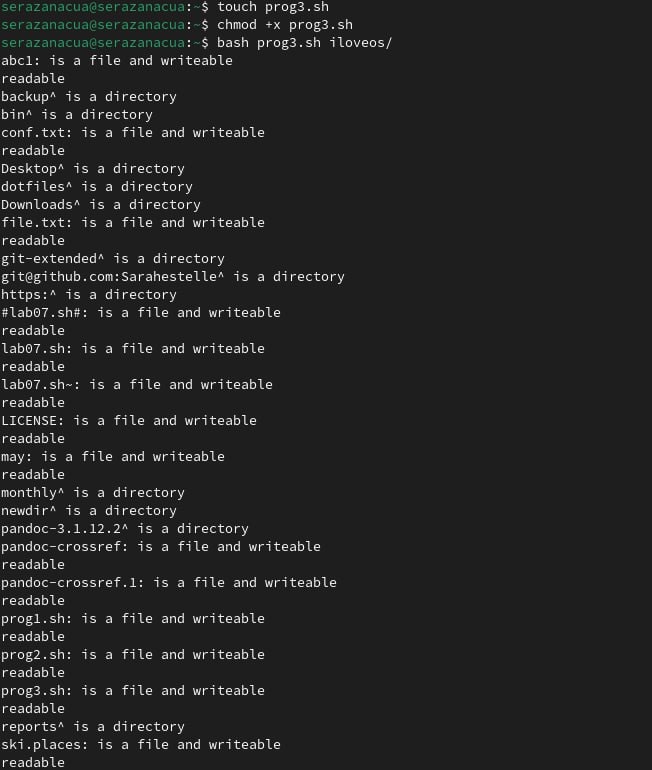 serazanacua@serazanacua:~$ touch prog3.sh
serazanacua@serazanacua:~$ chmod +x prog3.sh
serazanacua@serazanacua:~$ bash prog3.sh iloveos/
abc1: is a file and writeable
readable
backup^ is a directory
bin^ is a directory
conf.txt: is a file and writeable
readable
Desktop^ is a directory
dotfiles^ is a directory
Downloads^ is a directory
file.txt: is a file and writeable
readable
git-extended^ is a directory
git@github.com:Sarahestelle^ is a directory
https:^ is a directory
#lab07.sh#: is a file and writeable
readable
lab07.sh: is a file and writeable
readable
lab07.sh~: is a file and writeable
readable
LICENSE: is a file and writeable
readable
may: is a file and writeable
readable
monthly^ is a directory
newdir^ is a directory
pandoc-3.1.12.2^ is a directory
pandoc-crossref: is a file and writeable
readable
pandoc-crossref.1: is a file and writeable
readable
prog1.sh: is a file and writeable
readable
prog2.sh: is a file and writeable
readable
prog3.sh: is a file and writeable
readable
reports^ is a directory
ski.places: is a file and writeable
readable